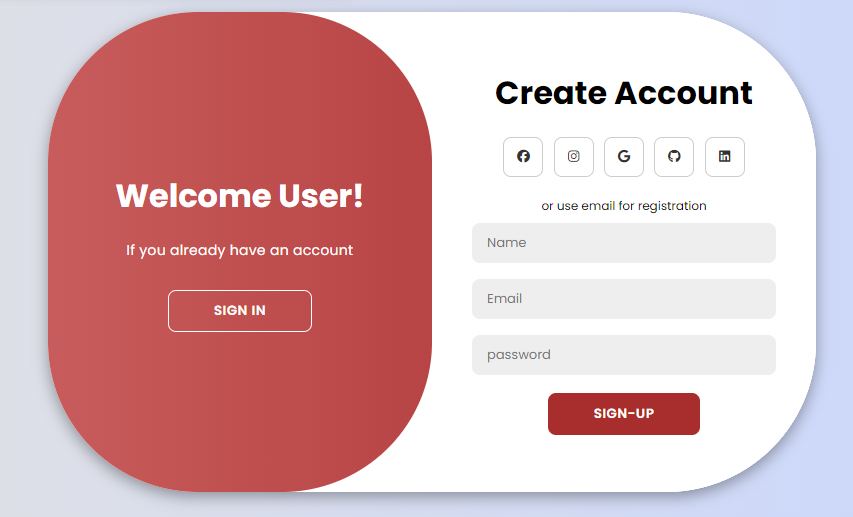 Welcome User!
If you already have an account
SIGN IN
Create Account
or use email for registration
Name
Email
password
SIGN-UP